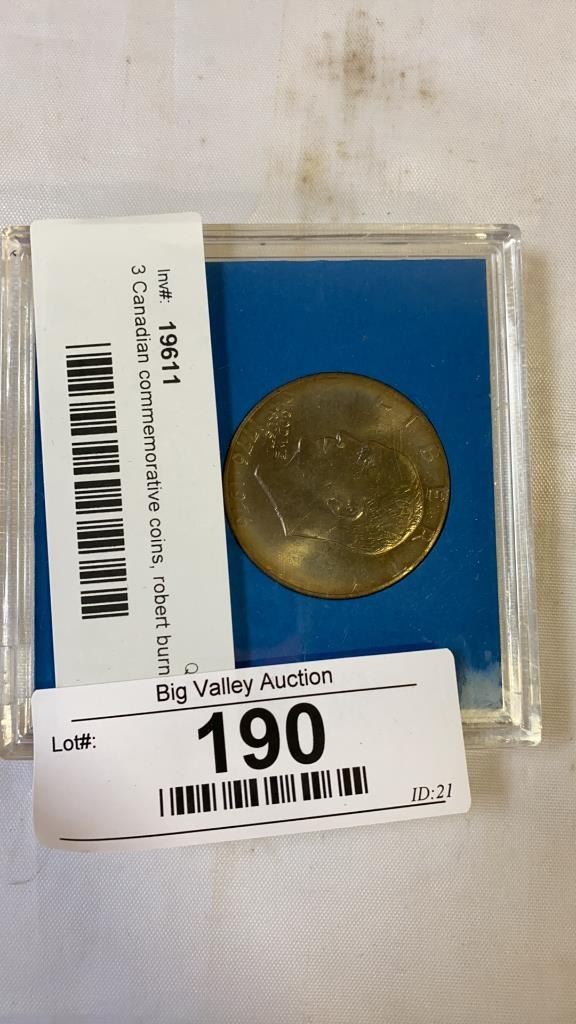 Inv#: 19611
3 Canadian commemorative coins, robert burn
Q
Big Valley Auction
Lot#: 190
ID:21
LIBERTY